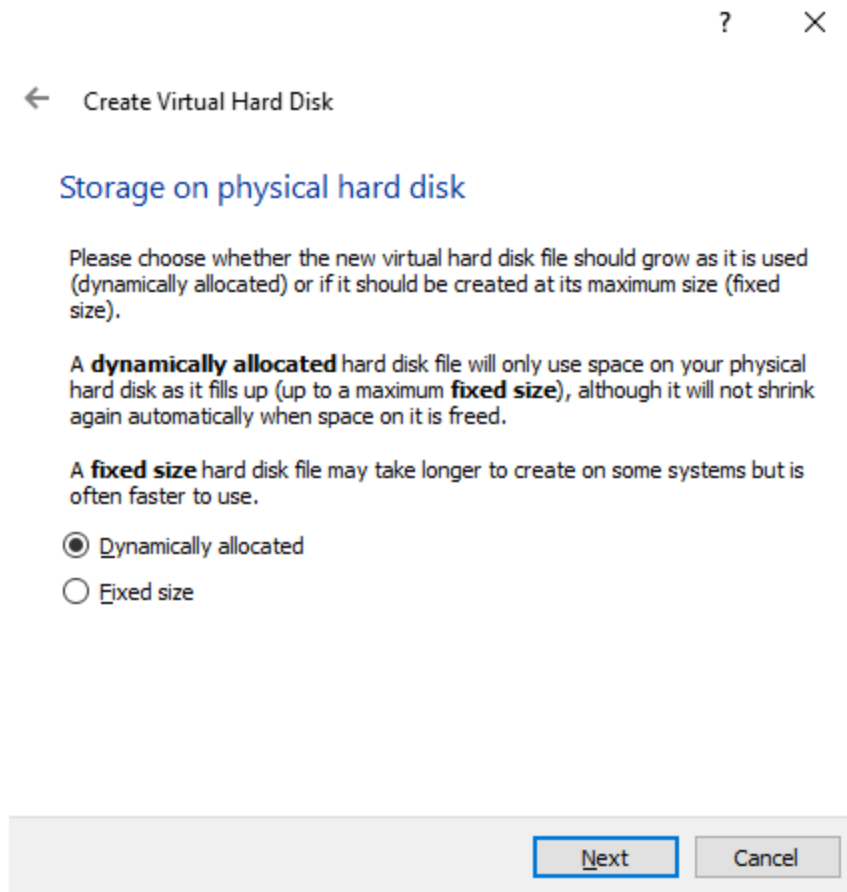 ?
Create Virtual Hard Disk
Storage on physical hard disk
Please choose whether the new virtual hard disk file should grow as it is used
(dynamically allocated) or if it should be created at its maximum size (fixed
size).
A dynamically allocated hard disk file will only use space on your physical
hard disk as it fills up (up to a maximum fixed size), although it will not shrink
again automatically when space on it is freed.
A fixed size hard disk file may take longer to create on some systems but is
often faster to use.
Dynamically allocated
Fixed size
Next Cancel